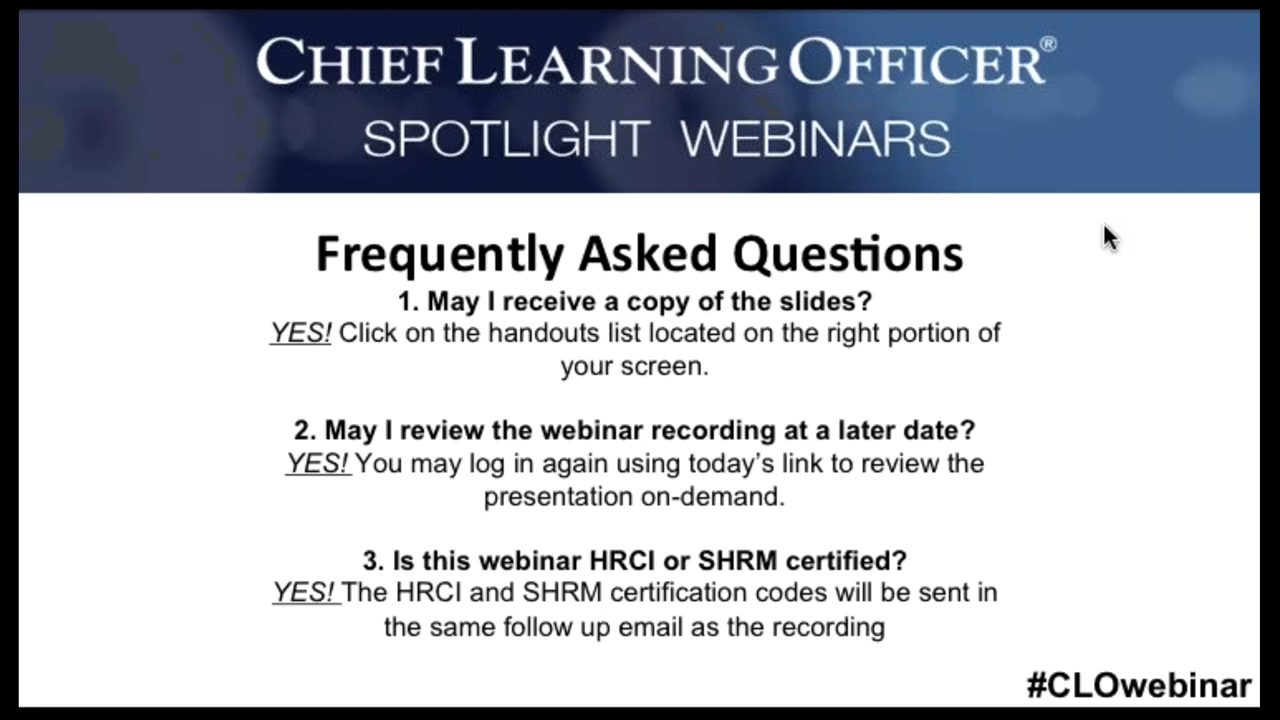 CHIEF LEARNING OFFICER®
SPOTLIGHT WEBINARS
Frequently Asked Questions
1. May I receive a copy of the slides?
YES! Click on the handouts list located on the right portion of
your screen.
2. May I review the webinar recording at a later date?
YES! You may log in again using today’s link to review the
presentation on-demand.
3. Is this webinar HRCI or SHRM certified?
YES! The HRCI and SHRM certification codes will be sent in
the same follow up email as the recording
#CLOwebinar